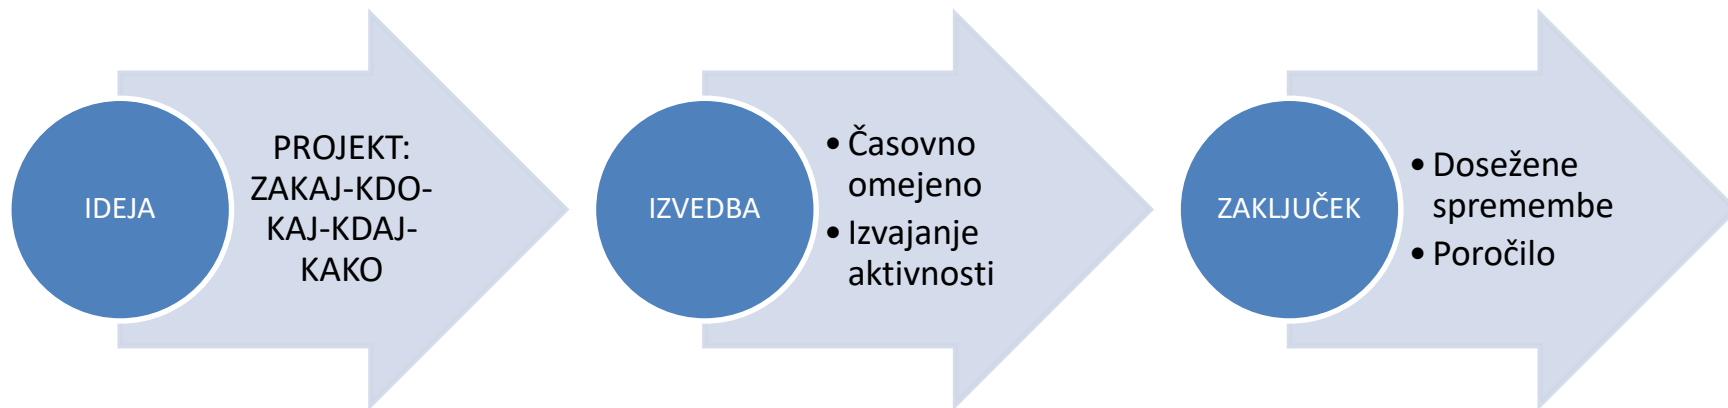 IDEJA
PROJEKT:
ZAKAJ-KDO-
KAJ-KDAJ-
KAKO
IZVEDBA
• Časovno
omejeno
• Izvajanje
aktivnosti
ZAKLJUČEK
• Dosežene
spremembe
• Poročilo